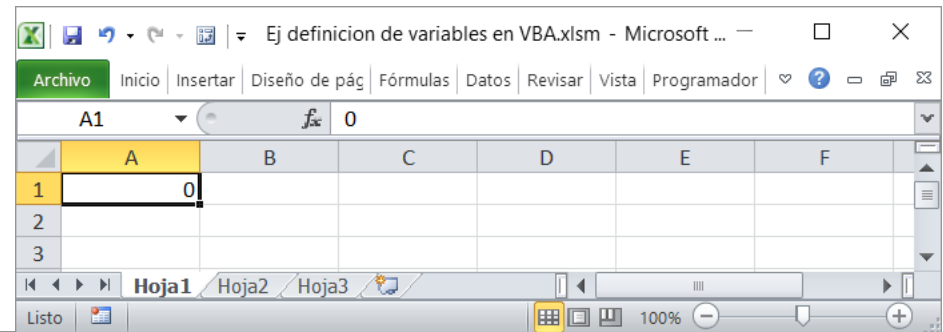 Ej definicion de variables en VBA.xlsm - Microsoft ...
Archivo Inicio Insertar Diseño de pág Fórmulas Datos Revisar Vista Programador
A1 fx 0
A B C D E F
1 0
2
3
Hoja1 Hoja2 Hoja3
Listo 100%